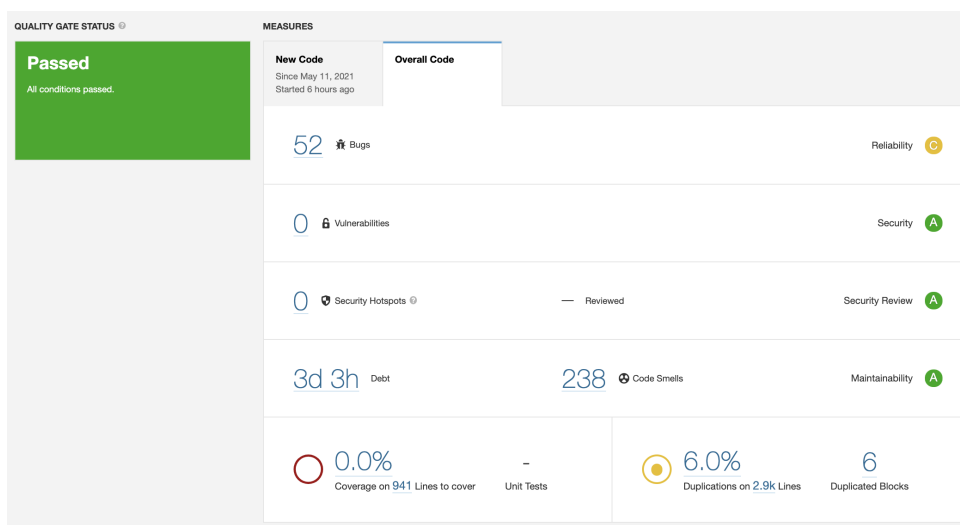 QUALITY GATE STATUS ?
MEASURES
Passed
All conditions passed.
New Code
Since May 11, 2021
Started 6 hours ago
Overall Code
52 Bugs
Reliability C
0 Vulnerabilities
Security A
0 Security Hotspots ?
— Reviewed
Security Review A
3d 3h Debt
238 Code Smells
Maintainability A
0.0%
Coverage on 941 Lines to cover
-
Unit Tests
6.0%
Duplications on 2.9k Lines
6
Duplicated Blocks